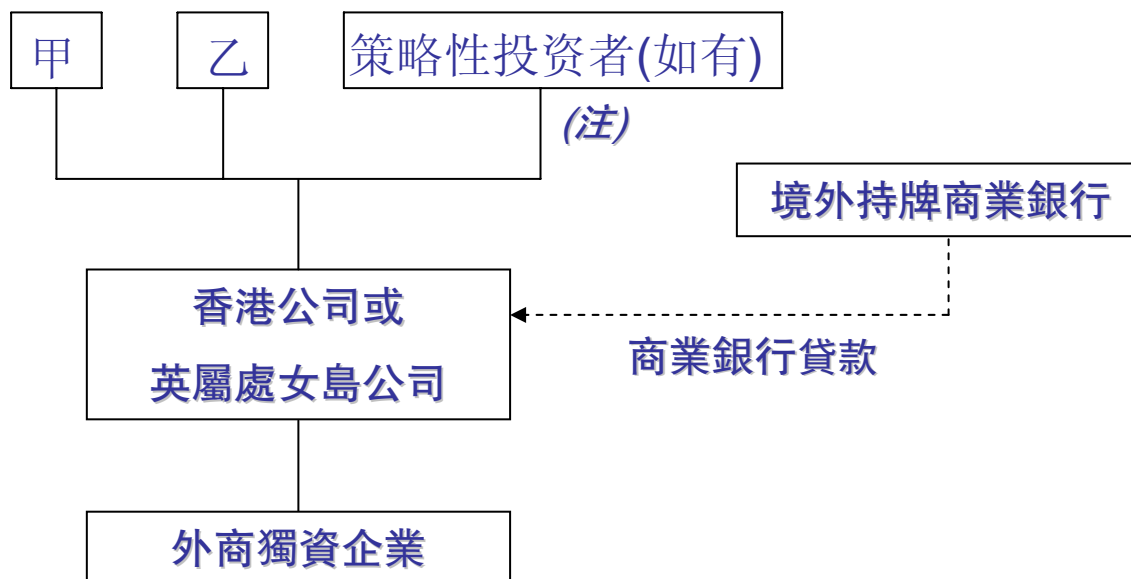 甲
乙
策略性投资者(如有)
(注)
境外持牌商業銀行
香港公司或
英屬處女島公司
商業銀行貸款
外商獨資企業